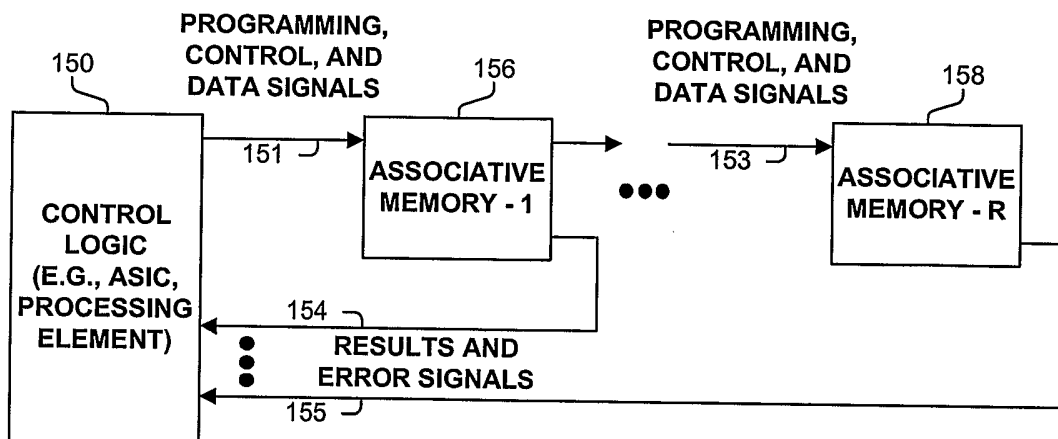 PROGRAMMING,
CONTROL, AND
DATA SIGNALS
PROGRAMMING,
CONTROL, AND
DATA SIGNALS
150
156
158
151
153
CONTROL
LOGIC
(E.G., ASIC,
PROCESSING
ELEMENT)
ASSOCIATIVE
MEMORY - 1
ASSOCIATIVE
MEMORY - R
154
RESULTS AND
ERROR SIGNALS
155